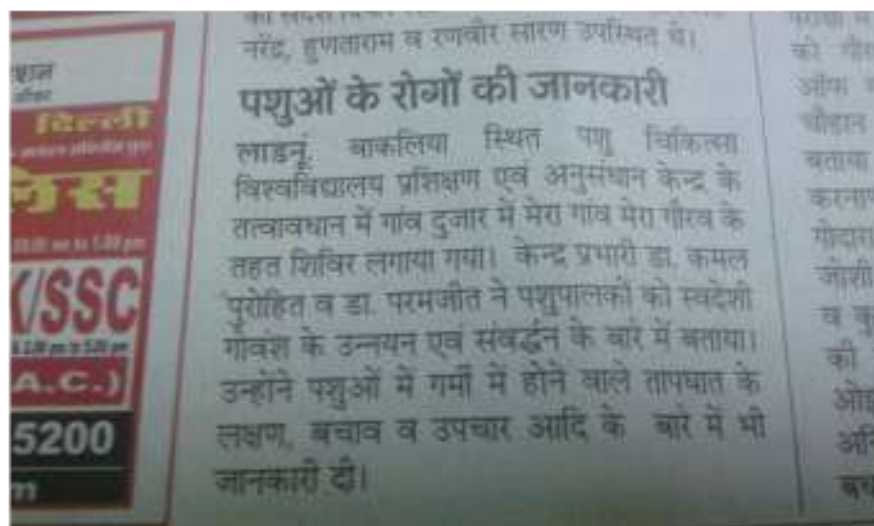 नरेंद्र, हुणताराम व रणवीर सारण उपस्थित थे।
पशुओं के रोगों की जानकारी
लाडनूं. बाकलिया स्थित पशु चिकित्सा
विश्वविद्यालय प्रशिक्षण एवं अनुसंधान केन्द्र के
तत्वावधान में गांव दुजार में मेरा गांव मेरा गौरव के
तहत शिविर लगाया गया। केन्द्र प्रभारी डा. कमल
पुरोहित व डा. परमजीत ने पशुपालकों को स्वदेशी
गौवंश के उन्नयन एवं संवर्द्धन के बारे में बताया।
उन्होंने पशुओं में गर्मी में होने वाले तापघात के
लक्षण, बचाव व उपचार आदि के बारे में भी
जानकारी दी।
दिल्ली
K/SSC
A.C.)
5200
m
चौहान
बताया
जोशी
की